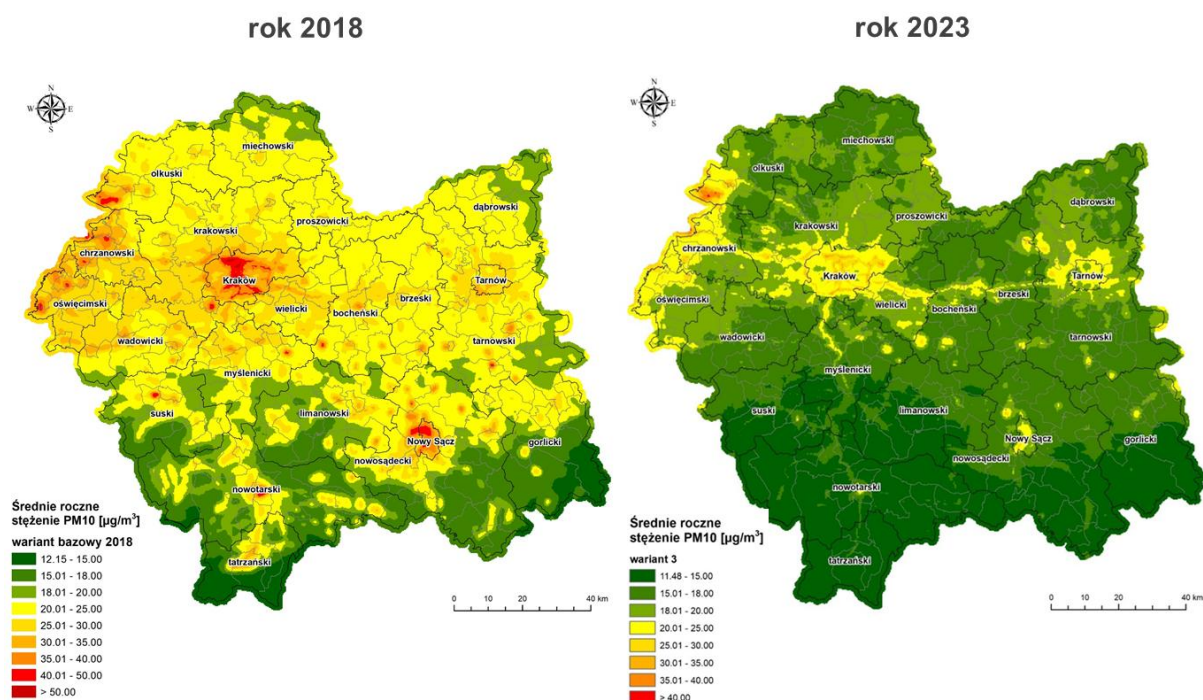 rok 2018
N
W E
S
miechowski
olkuski
dąbrowski
proszowicki
krakowski
chrzanowski
Kraków
Tarnów
oświęcimski
wielicki
brzeski
bocheński
wadowicki
tarnowski
myślenicki
suski
limanowski
Nowy Sącz
gorlicki
nowosądecki
nowotarski
tatrzański
Średnie roczne
stężenie PM10 [µg/m³]
wariant bazowy 2018
12.15 - 15.00
15.01 - 18.00
18.01 - 20.00
20.01 - 25.00
25.01 - 30.00
30.01 - 35.00
35.01 - 40.00
40.01 - 50.00
> 50.00
0 10 20 40 km
rok 2023
N
W E
S
miechowski
olkuski
dąbrowski
proszowicki
krakowski
chrzanowski
Kraków
Tarnów
oświęcimski
brzeski
wielicki
bocheński
wadowicki
tarnowski
myślenicki
suski
limanowski
Nowy Sącz
gorlicki
nowosądecki
nowotarski
tatrzański
Średnie roczne
stężenie PM10 [µg/m³]
wariant 3
11.48 - 15.00
15.01 - 18.00
18.01 - 20.00
20.01 - 25.00
25.01 - 30.00
30.01 - 35.00
35.01 - 40.00
> 40.00
0 10 20 40 km